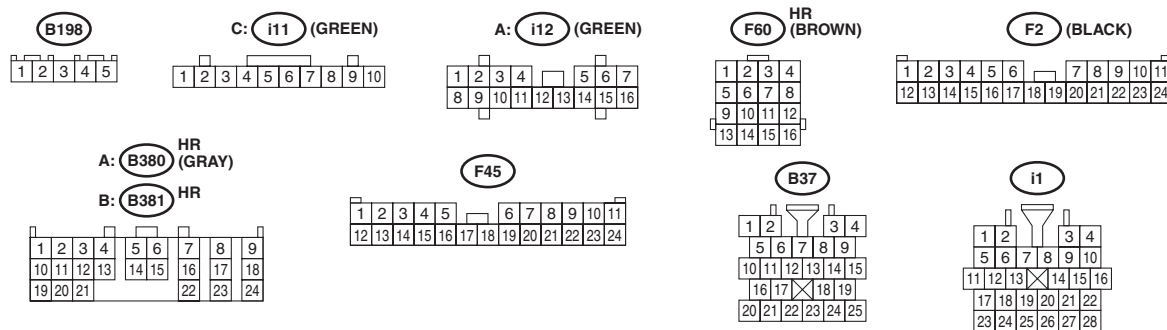 B198
1 2 3 4 5
C: i11 (GREEN)
1 2 3 4 5 6 7 8 9 10
A: i12 (GREEN)
1 2 3 4 5 6 7
8 9 10 11 12 13 14 15 16
F60 HR (BROWN)
1 2 3 4
5 6 7 8
9 10 11 12
13 14 15 16
F2 (BLACK)
1 2 3 4 5 6 7 8 9 10 11
12 13 14 15 16 17 18 19 20 21 22 23 24
A: B380 HR (GRAY)
B: B381 HR
1 2 3 4 5 6 7 8 9
10 11 12 13 14 15 16 17 18
19 20 21 22 23 24
F45
1 2 3 4 5 6 7 8 9 10 11
12 13 14 15 16 17 18 19 20 21 22 23 24
B37
1 2 3 4
5 6 7 8 9
10 11 12 13 14 15
16 17 18 19
20 21 22 23 24 25
i1
1 2 3 4
5 6 7 8 9 10
11 12 13 14 15 16
17 18 19 20 21 22
23 24 25 26 27 28